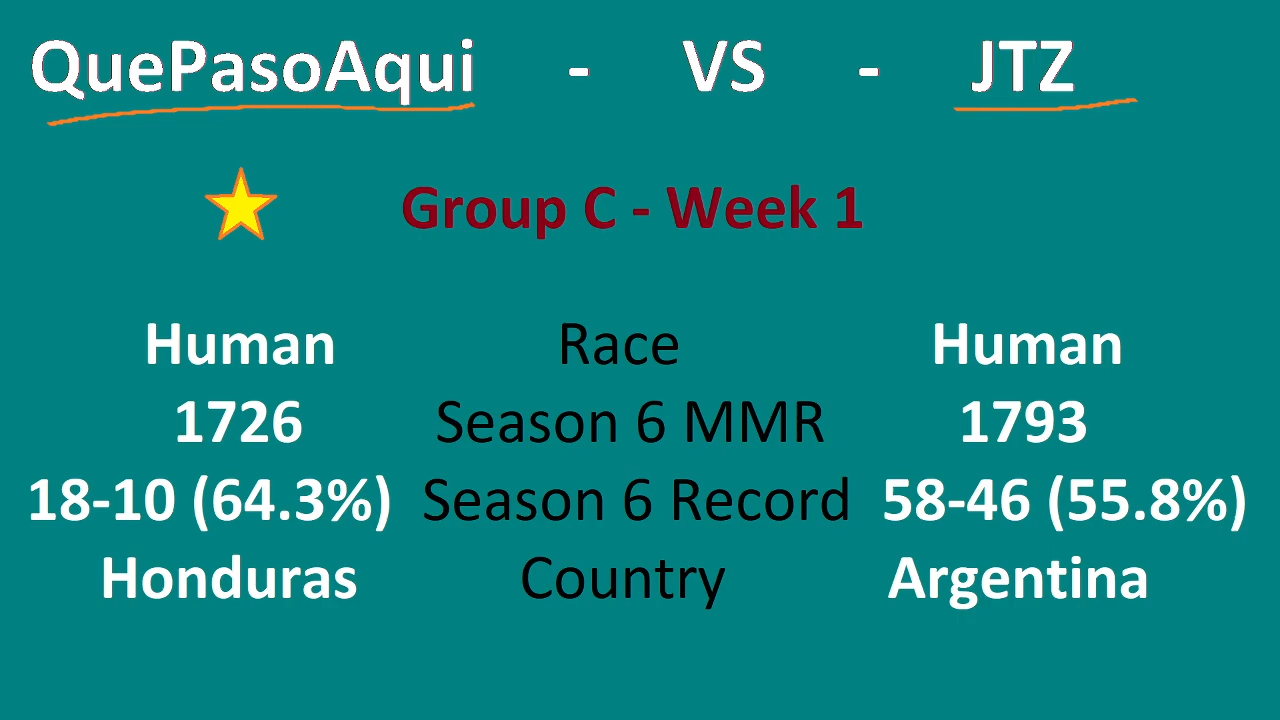 QuePasoAqui - VS - JTZ
Group C - Week 1
Human Race Human
1726 Season 6 MMR 1793
18-10 (64.3%) Season 6 Record 58-46 (55.8%)
Honduras Country Argentina